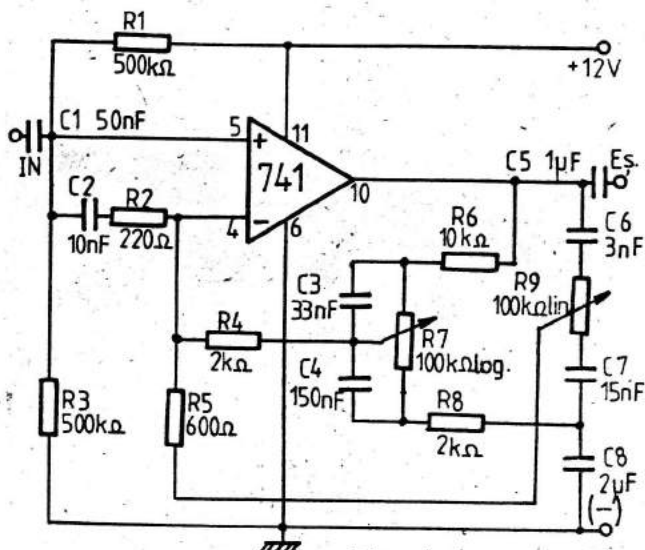 R1
500kΩ
+12V
C1 50nF
IN
5
+
11
741
10
4
−
6
C2
10nF
R2
220Ω
C5 1µF
Es.
R6
10kΩ
C6
3nF
C3
33nF
R9
100kΩlin
R4
2kΩ
R7
100kΩlog.
C4
150nF
C7
15nF
R3
500kΩ
R5
600Ω
R8
2kΩ
C8
2µF
(−)